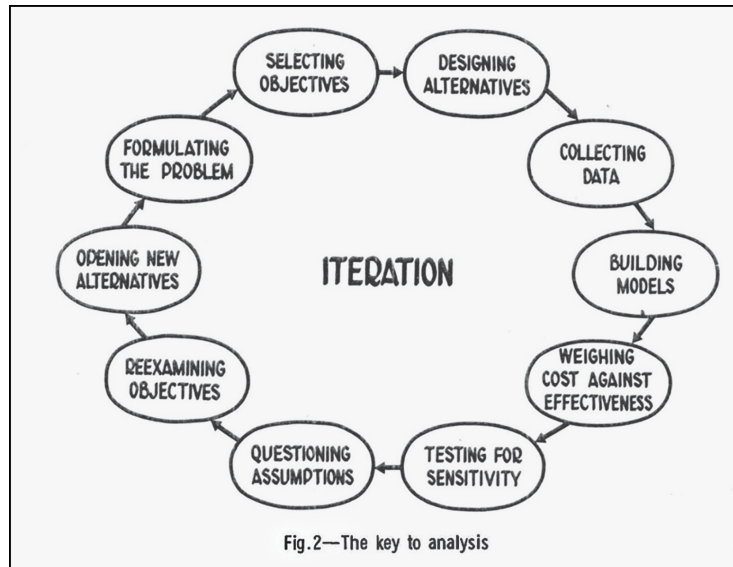 SELECTING
OBJECTIVES
DESIGNING
ALTERNATIVES
COLLECTING
DATA
BUILDING
MODELS
WEIGHING
COST AGAINST
EFFECTIVENESS
TESTING FOR
SENSITIVITY
QUESTIONING
ASSUMPTIONS
REEXAMINING
OBJECTIVES
OPENING NEW
ALTERNATIVES
FORMULATING
THE PROBLEM
ITERATION
Fig.2—The key to analysis